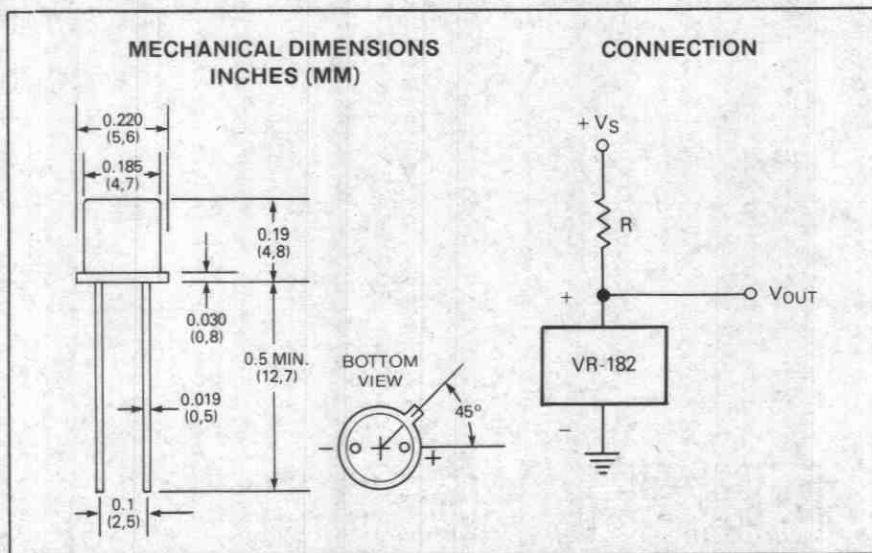 MECHANICAL DIMENSIONS
INCHES (MM)
0.220
(5,6)
0.185
(4,7)
0.19
(4,8)
0.030
(0,8)
0.5 MIN.
(12,7)
0.019
(0,5)
0.1
(2,5)
BOTTOM
VIEW
45°
-
+
CONNECTION
+ VS
R
+
VOUT
VR-182
-